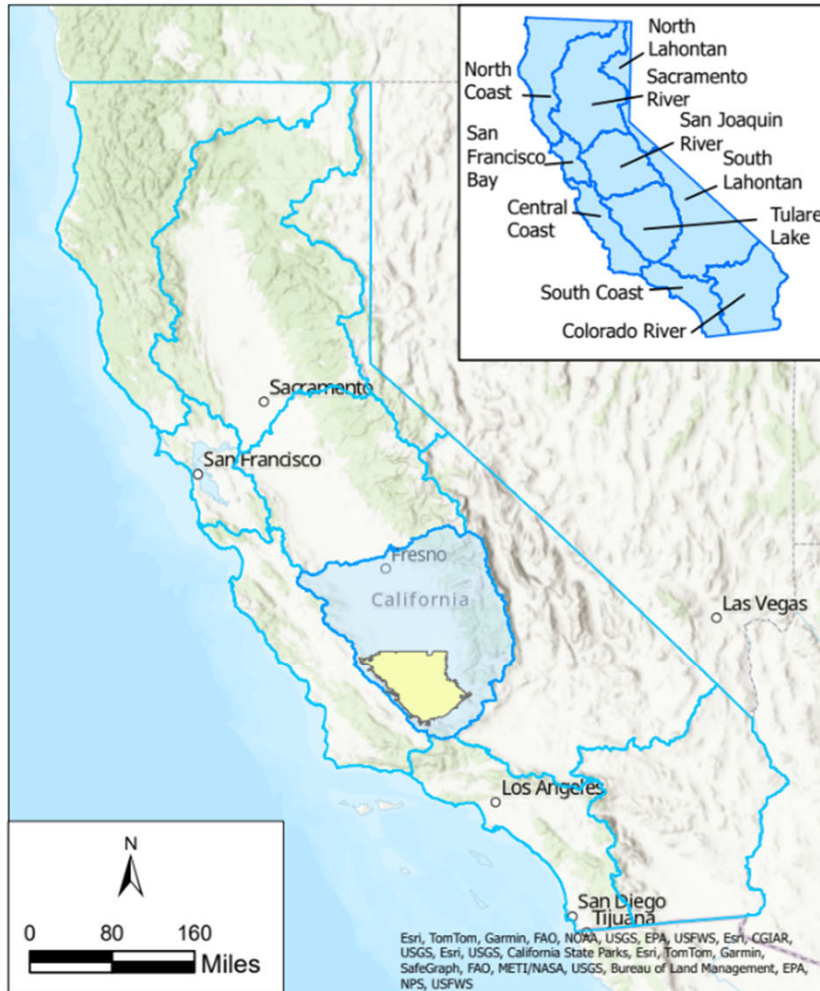 North
Lahontan
North
Coast
Sacramento
River
San Joaquin
River
San
Francisco
Bay
South
Lahontan
Central
Coast
Tulare
Lake
South Coast
Colorado River
Sacramento
San Francisco
Fresno
California
Las Vegas
Los Angeles
San Diego
Tijuana
N
0 80 160
Miles
Esri, TomTom, Garmin, FAO, NOAA, USGS, EPA, USFWS, Esri, CGIAR,
USGS, Esri, USGS, California State Parks, Esri, TomTom, Garmin,
SafeGraph, FAO, METI/NASA, USGS, Bureau of Land Management, EPA,
NPS, USFWS